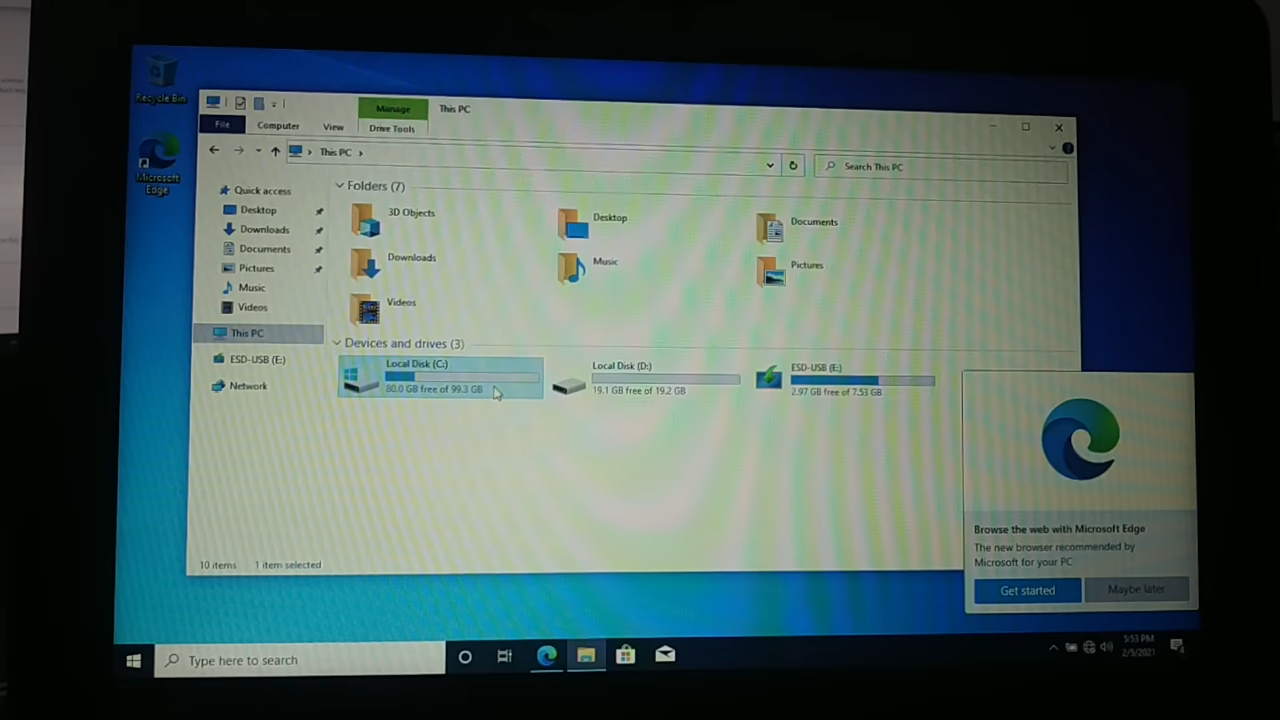 Recycle Bin
Microsoft
Edge
Manage
This PC
File
Computer
View
Drive Tools
This PC
Search This PC
Quick access
Desktop
Downloads
Documents
Pictures
Music
Videos
This PC
ESD-USB (E:)
Network
Folders (7)
3D Objects
Desktop
Documents
Downloads
Music
Pictures
Videos
Devices and drives (3)
Local Disk (C:)
80.0 GB free of 99.3 GB
Local Disk (D:)
19.1 GB free of 19.2 GB
ESD-USB (E:)
2.97 GB free of 7.53 GB
10 items
1 item selected
Browse the web with Microsoft Edge
The new browser recommended by
Microsoft for your PC
Get started
Maybe later
Type here to search
5:53 PM
2/5/2021